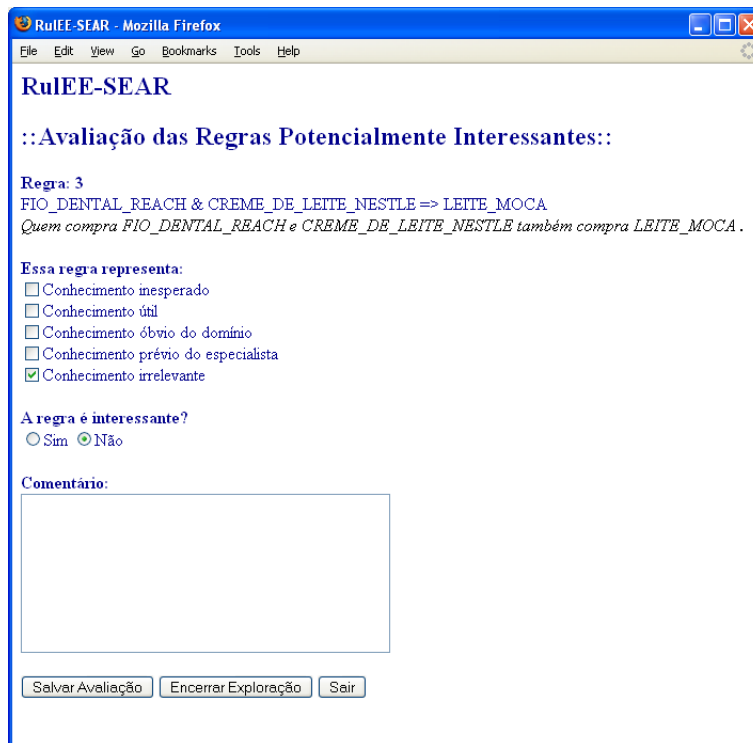 RulEE-SEAR - Mozilla Firefox
File Edit View Go Bookmarks Tools Help
RulEE-SEAR
::Avaliação das Regras Potencialmente Interessantes::
Regra: 3
FIO_DENTAL_REACH & CREME_DE_LEITE_NESTLE => LEITE_MOCA
Quem compra FIO_DENTAL_REACH e CREME_DE_LEITE_NESTLE também compra LEITE_MOCA.
Essa regra representa:
Conhecimento inesperado
Conhecimento útil
Conhecimento óbvio do domínio
Conhecimento prévio do especialista
Conhecimento irrelevante
A regra é interessante?
Sim Não
Comentário:
Salvar Avaliação Encerrar Exploração Sair